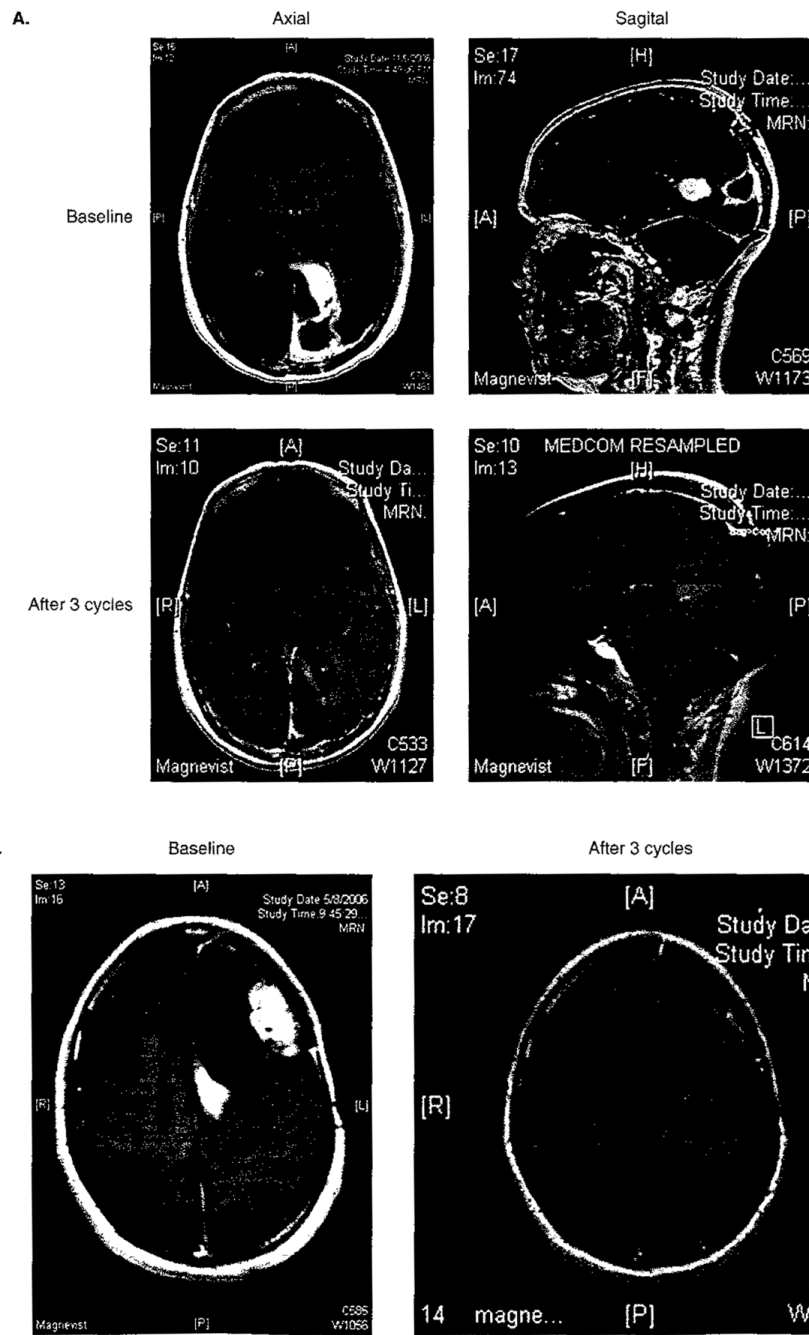 A.
Axial
Sagital
Baseline
Se:16
Im:12
[A]
Study Date
MRN:
[L]
Magnevist
[P]
W1461
Se:17
Im:74
[H]
Study Date:...
Study Time:...
MRN:
[A]
[P]
Magnevist
[F]
C569
W1173
After 3 cycles
Se:11
Im:10
[A]
Study Da...
Study Ti...
MRN.
[R]
[L]
Magnevist
[P]
C533
W1127
Se:10 MEDCOM RESAMPLED
Im:13
[H]
Study Date:...
Study Time:...
MRN:
[A]
[P]
L
Magnevist
[F]
C614
W1372
Baseline
After 3 cycles
Se:13
Im:16
[A]
Study Date 5/8/2006
Study Time:9 45 29...
MRN
[R]
[L]
Magnevist
[P]
C585
W1056
Se:8
Im:17
[A]
Study Da
Study Tim
[R]
14 magne... [P] W